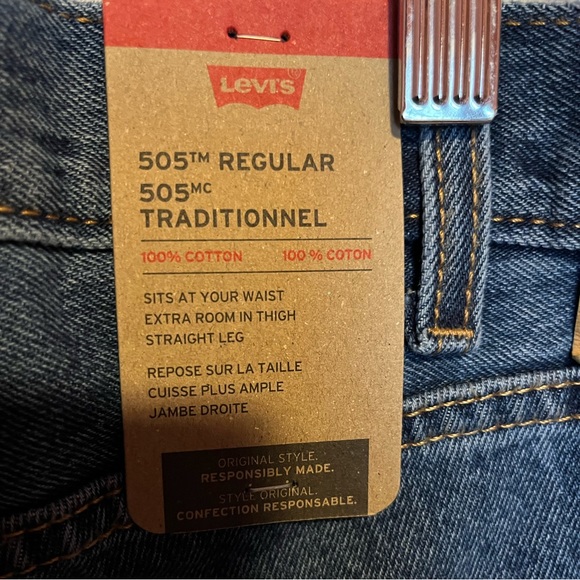 Levi's
505™ REGULAR
505MC
TRADITIONNEL
100% COTTON 100 % COTON
SITS AT YOUR WAIST
EXTRA ROOM IN THIGH
STRAIGHT LEG
REPOSE SUR LA TAILLE
CUISSE PLUS AMPLE
JAMBE DROITE
ORIGINAL STYLE.
RESPONSIBLY MADE.
STYLE ORIGINAL.
CONFECTION RESPONSABLE.